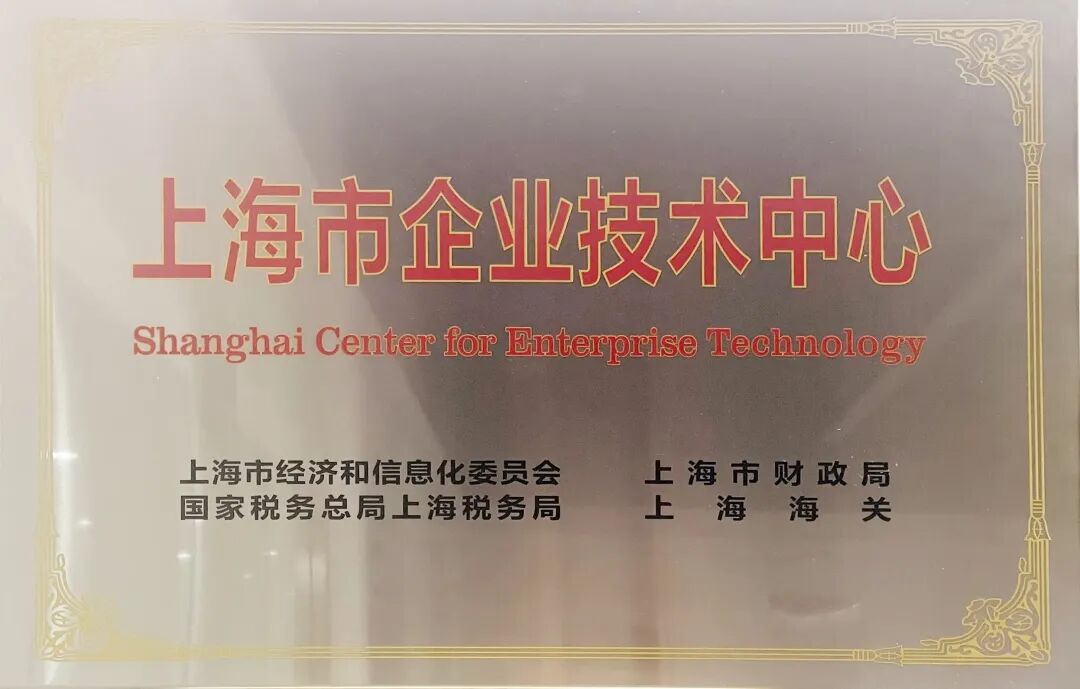 上海市企业技术中心
Shanghai Center for Enterprise Technology
上海市经济和信息化委员会 上海市财政局
国家税务总局上海税务局 上海海关